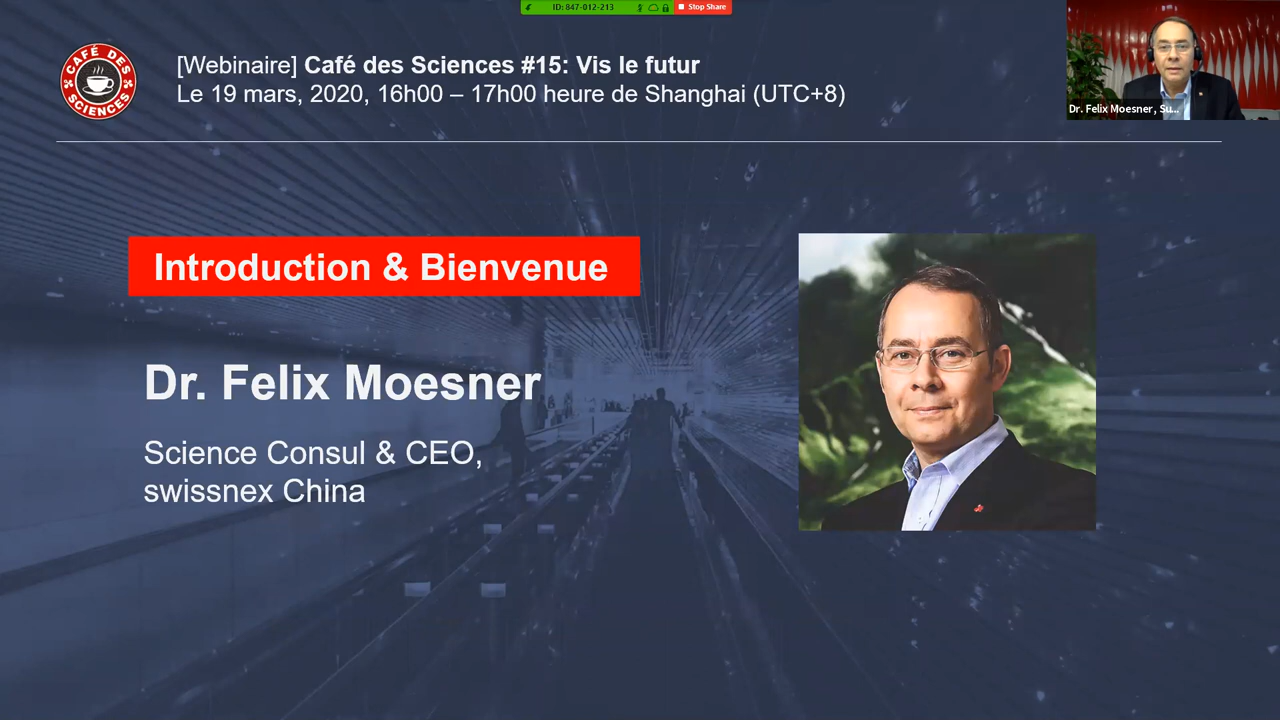 ID: 847-012-213
Stop Share
CAFÉ DES
SCIENCES
[Webinaire] Café des Sciences #15: Vis le futur
Le 19 mars, 2020, 16h00 – 17h00 heure de Shanghai (UTC+8)
Dr. Felix Moesner, Su...
Introduction & Bienvenue
Dr. Felix Moesner
Science Consul & CEO,
swissnex China